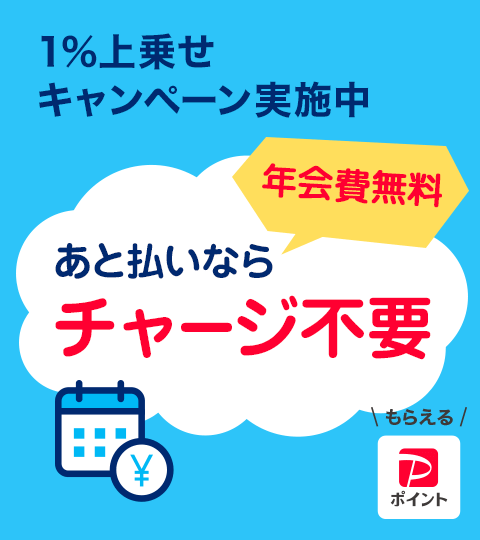 1%上乗せ
キャンペーン実施中
年会費無料
あと払いなら
チャージ不要
¥
\ もらえる /
P
ポイント